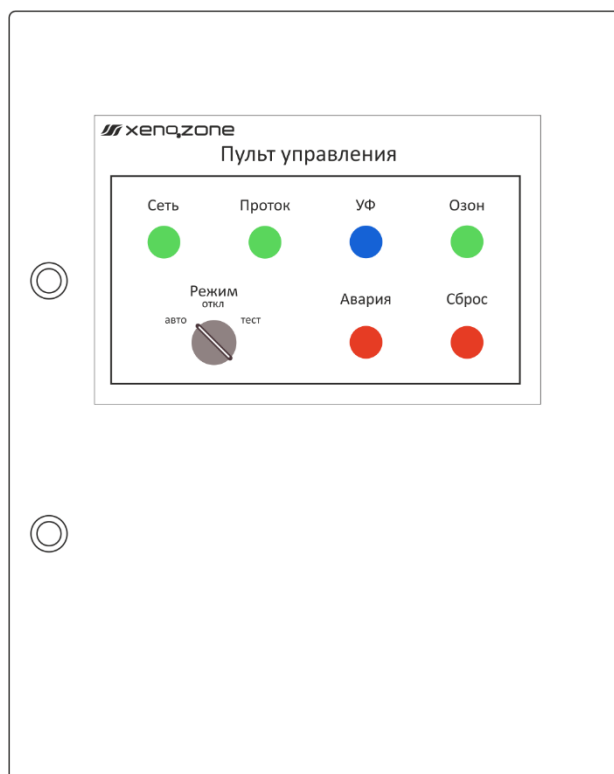 xenozone
Пульт управления
Сеть Проток УФ Озон
Режим Авария Сброс
откл
авто тест